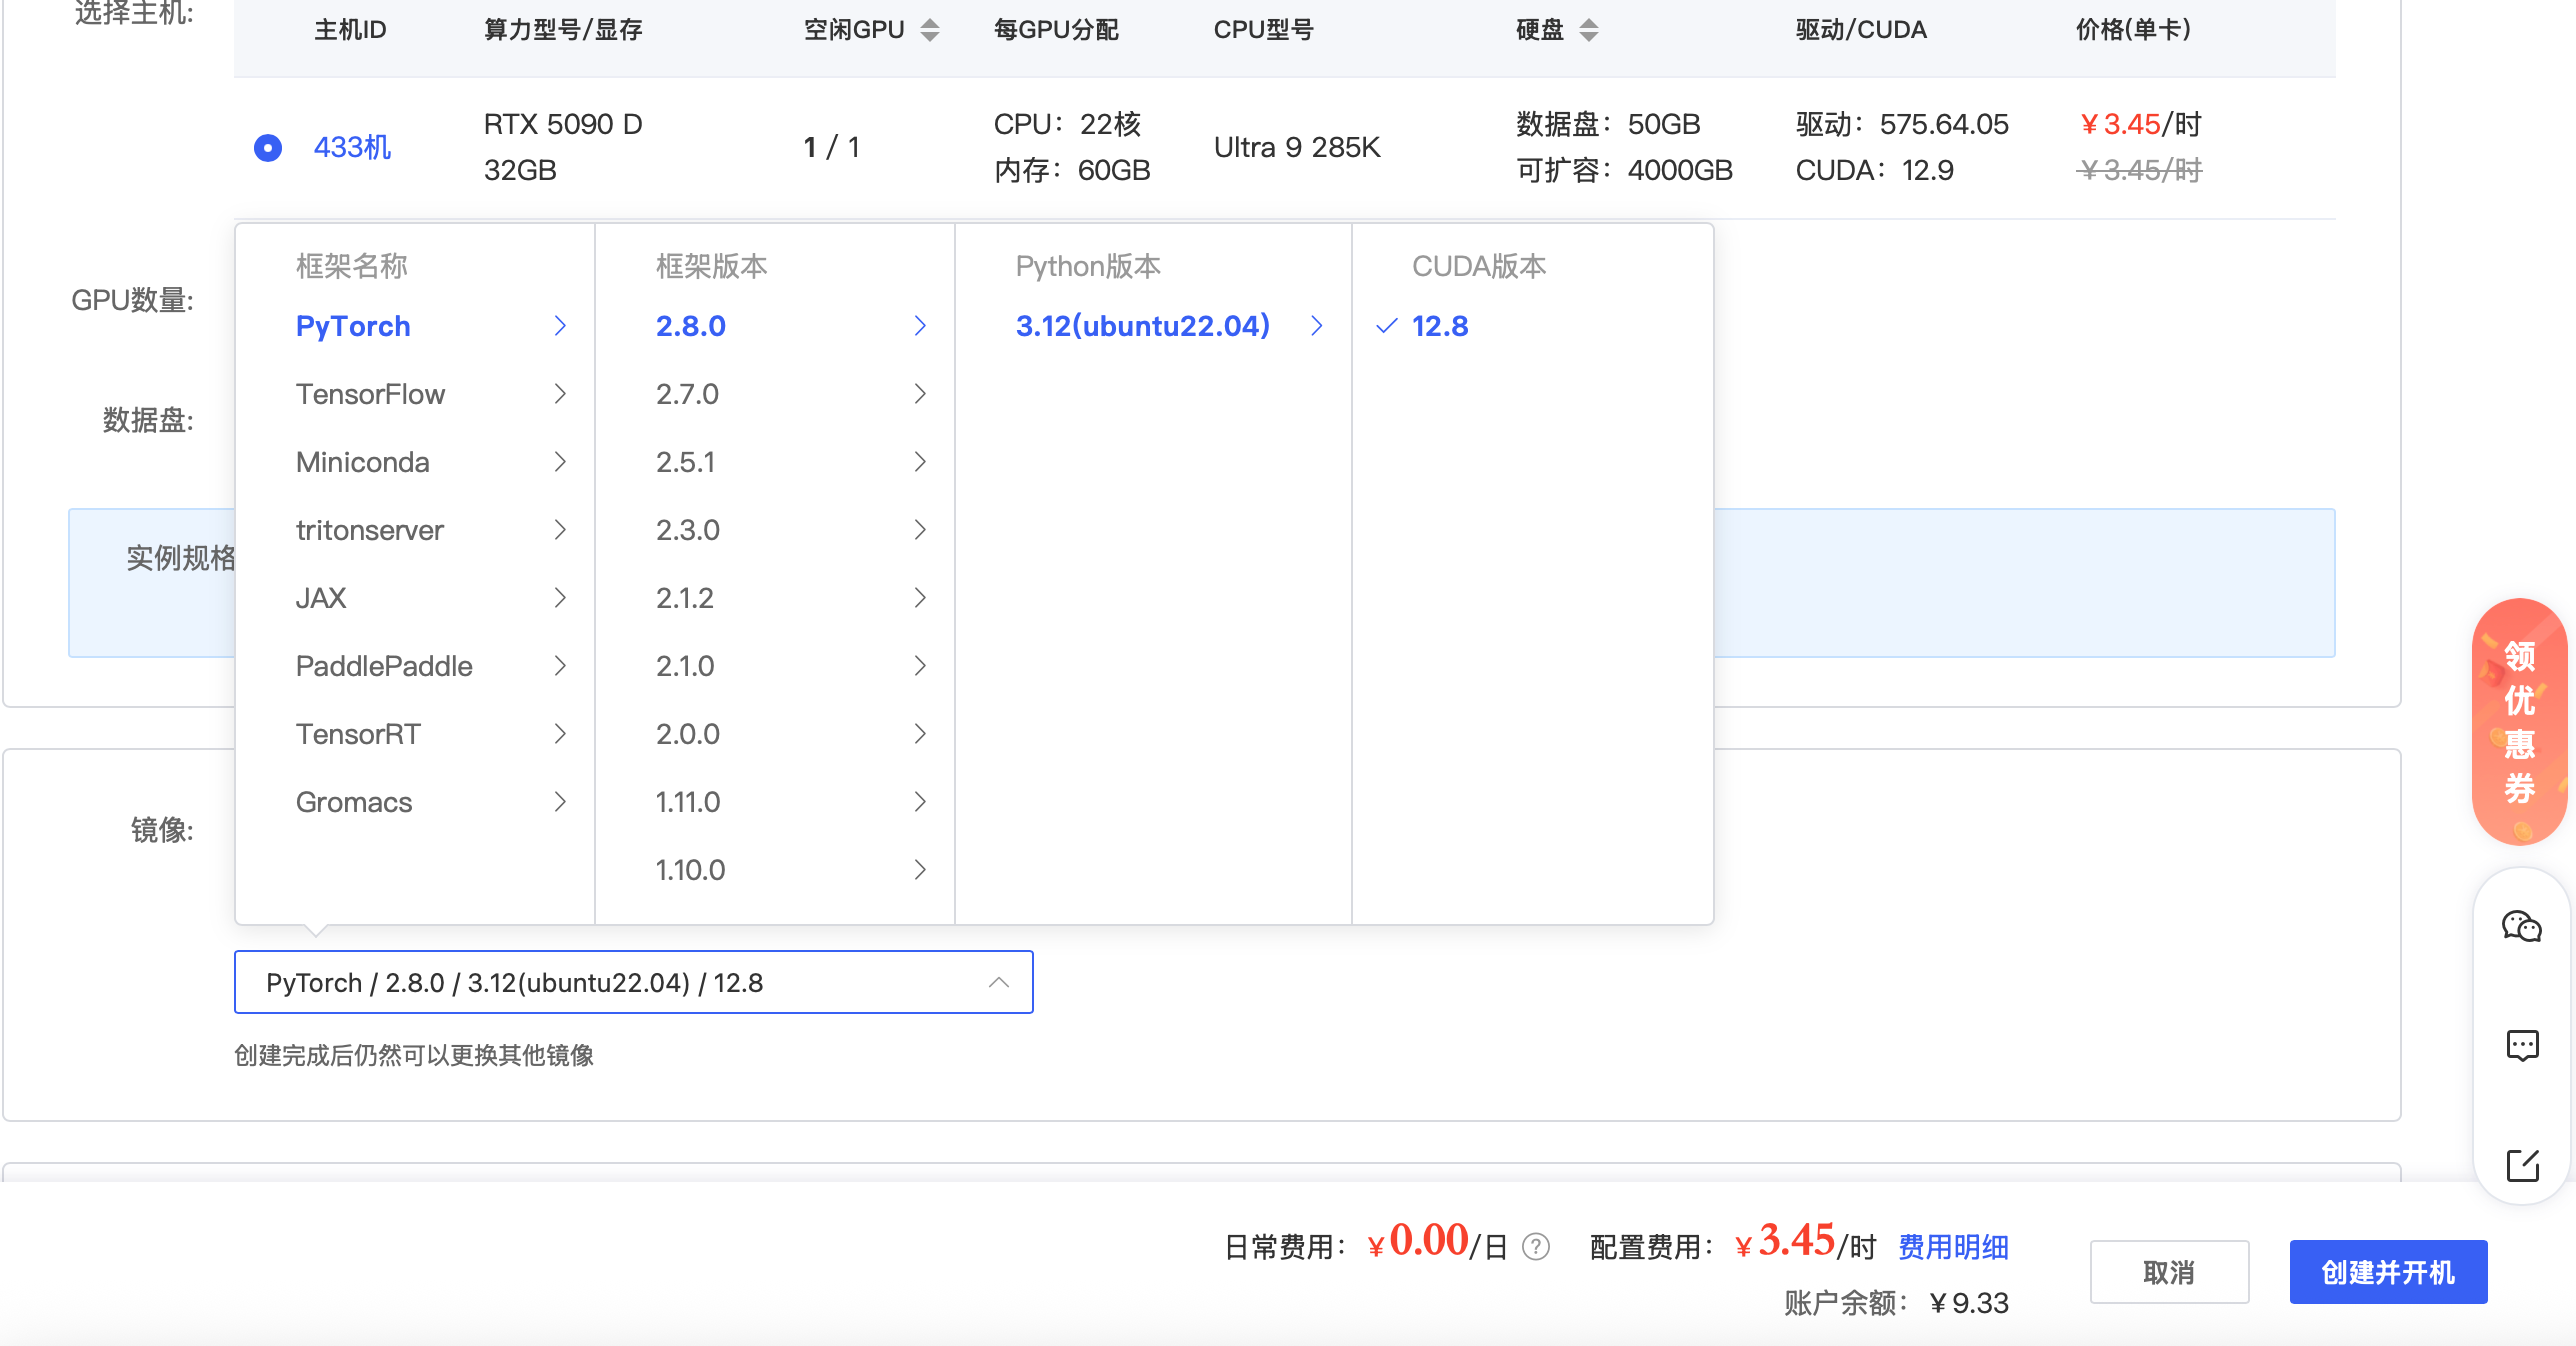 选择主机:
主机ID 算力型号/显存 空闲GPU 每GPU分配 CPU型号 硬盘 驱动/CUDA 价格(单卡)
433机 RTX 5090 D 32GB 1 / 1 CPU：22核 内存：60GB Ultra 9 285K 数据盘：50GB 可扩容：4000GB 驱动：575.64.05 CUDA：12.9 ￥3.45/时 ￥3.45/时
GPU数量:
数据盘:
实例规格
框架名称 框架版本 Python版本 CUDA版本
PyTorch 2.8.0 3.12(ubuntu22.04) 12.8
TensorFlow 2.7.0
Miniconda 2.5.1
tritonserver 2.3.0
JAX 2.1.2
PaddlePaddle 2.1.0
TensorRT 2.0.0
Gromacs 1.11.0
1.10.0
镜像:
PyTorch / 2.8.0 / 3.12(ubuntu22.04) / 12.8
创建完成后仍然可以更换其他镜像
领优惠券
日常费用：￥0.00/日 ? 配置费用：￥3.45/时 费用明细
账户余额：￥9.33
取消 创建并开机